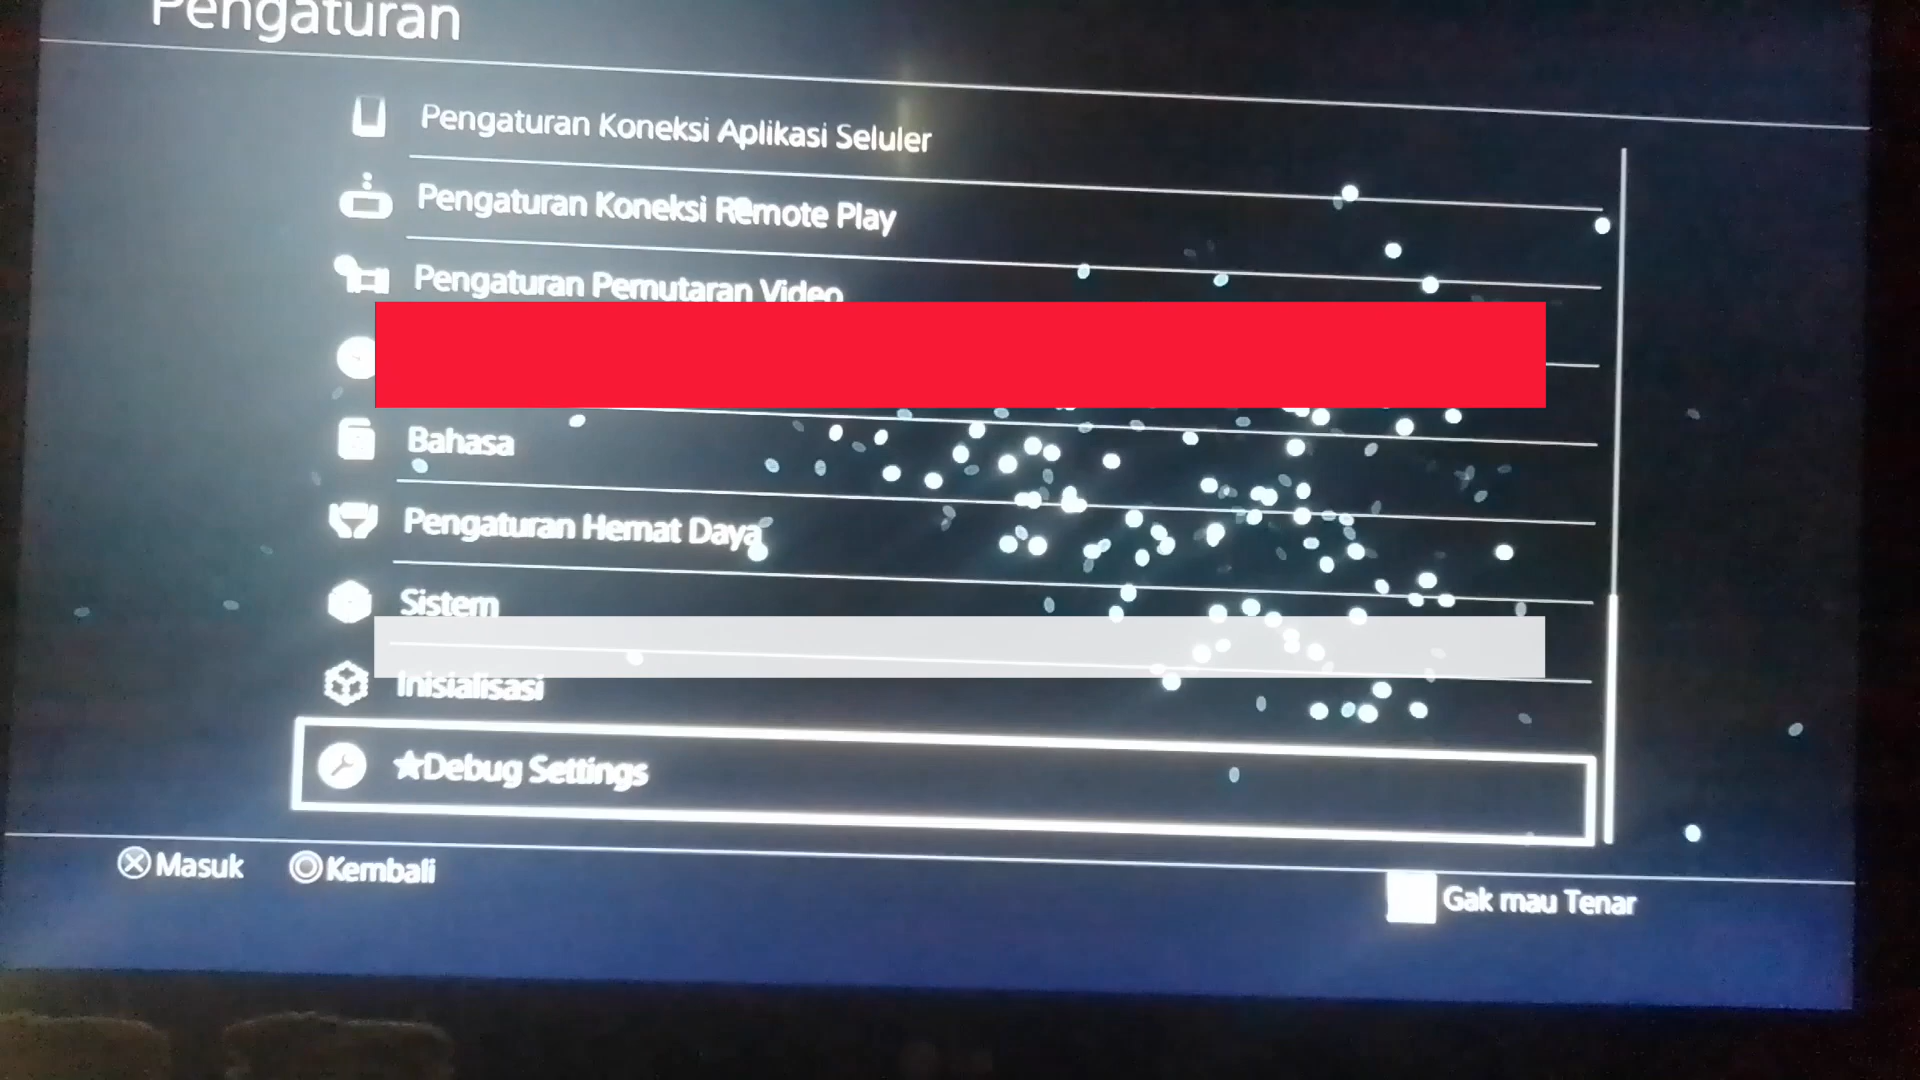 Pengaturan
Pengaturan Koneksi Aplikasi Seluler
Pengaturan Koneksi Remote Play
Pengaturan Pemutaran Video
Bahasa
Pengaturan Hemat Daya
Sistem
Inisialisasi
★Debug Settings
Masuk
Kembali
Gak mau Tenar